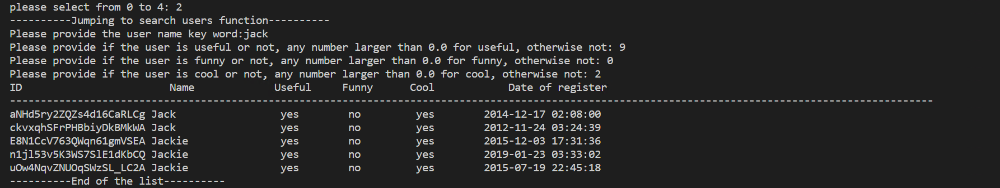 please select from 0 to 4: 2
----------Jumping to search users function----------
Please provide the user name key word:jack
Please provide if the user is useful or not, any number larger than 0.0 for useful, otherwise not: 9
Please provide if the user is funny or not, any number larger than 0.0 for funny, otherwise not: 0
Please provide if the user is cool or not, any number larger than 0.0 for cool, otherwise not: 2
ID                        Name             Useful     Funny      Cool            Date of register
------------------------------------------------------------------------------------------------------------------------------------------------------
aNHd5ry2ZQZs4d16CaRLCg Jack                 yes        no         yes        2014-12-17 02:08:00
ckvxqhSFrPHBbiyDkBMkWA Jack                 yes        no         yes        2012-11-24 03:24:39
E8N1CcV763QWqn61gmVSEA Jackie               yes        no         yes        2015-12-03 17:31:36
n1jl53v5K3WS7SlE1dKbCQ Jackie               yes        no         yes        2019-01-23 03:33:02
uOw4NqvZNUOqSWzSL_LC2A Jackie               yes        no         yes        2015-07-19 22:45:18
----------End of the list----------